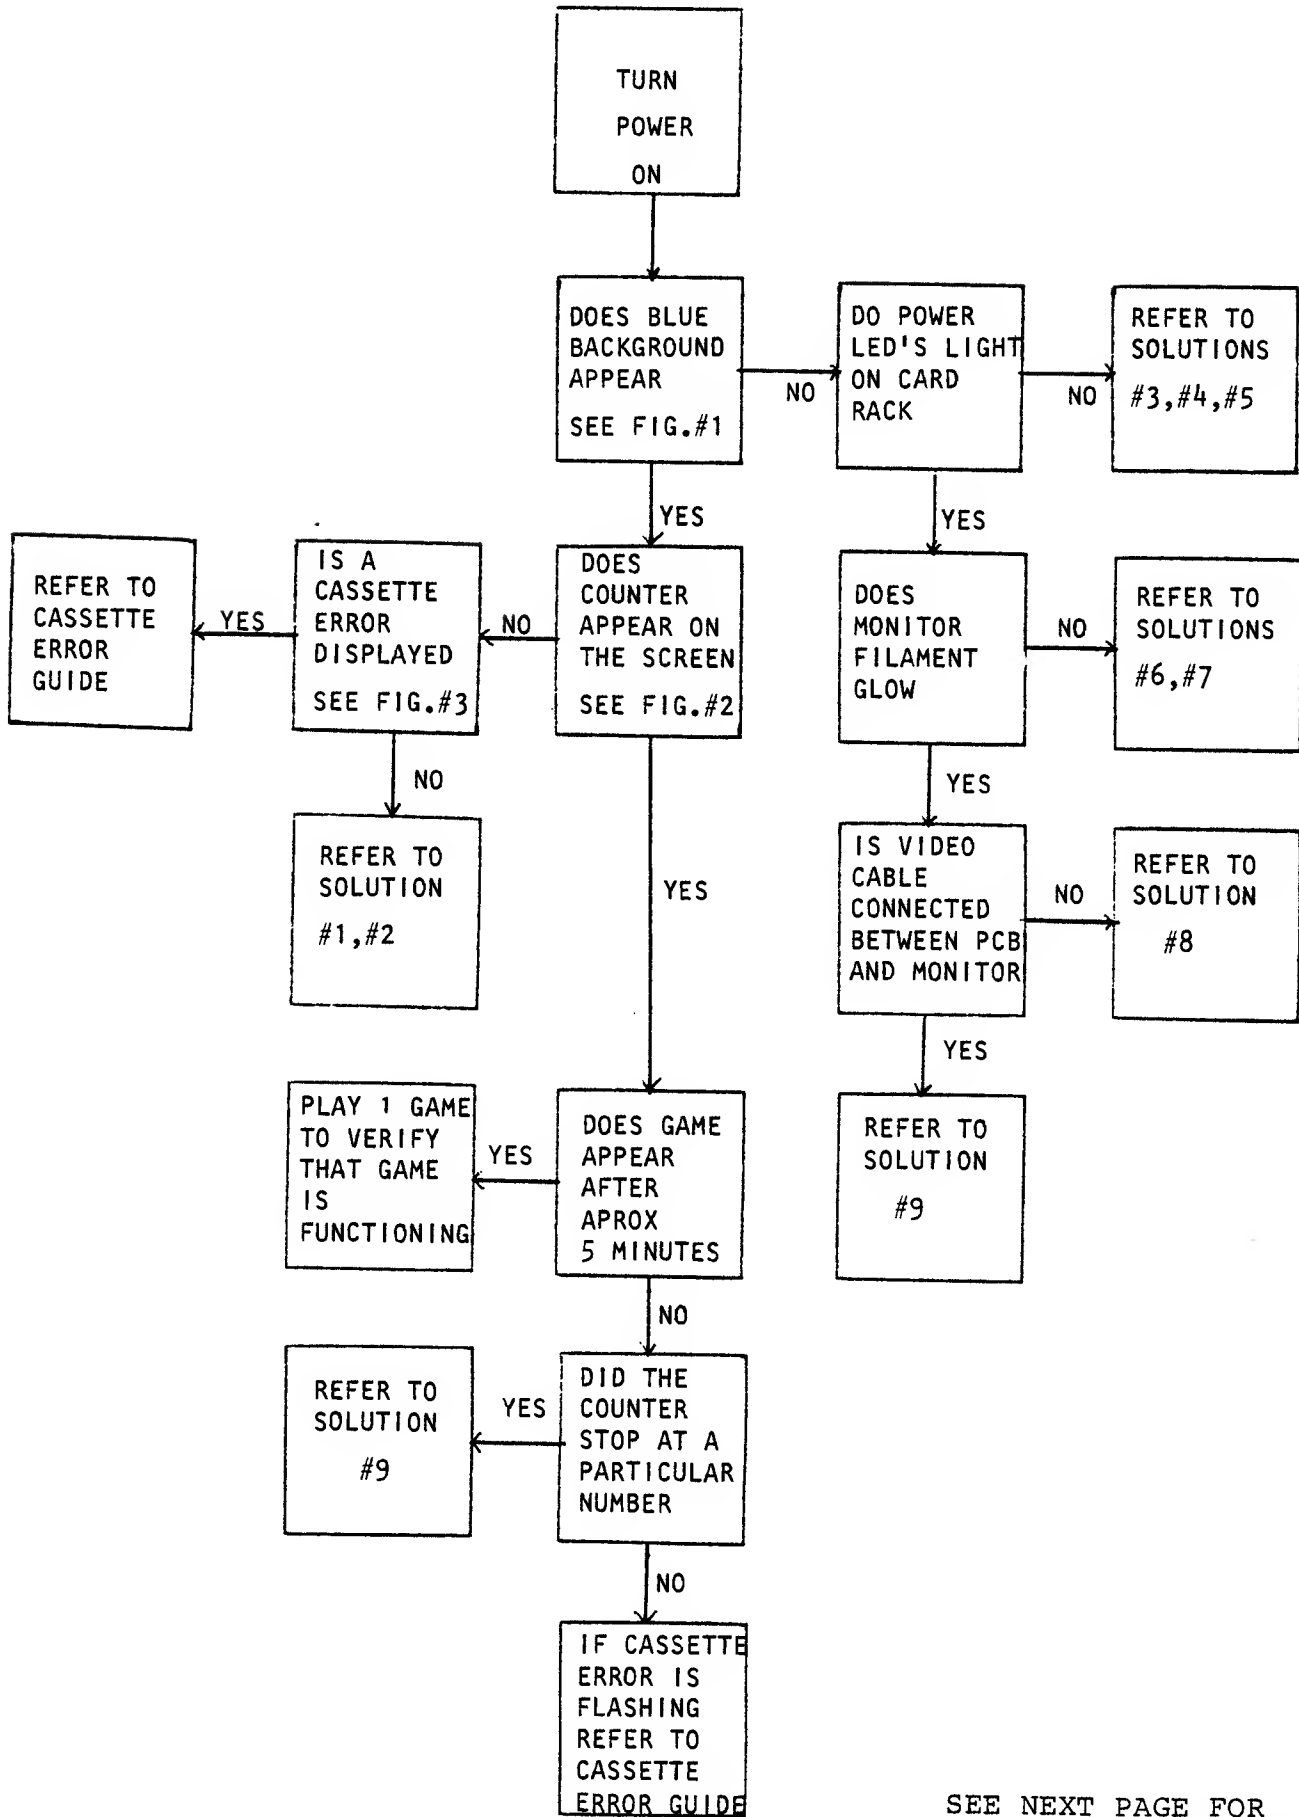 TURN
POWER
ON
DOES BLUE
BACKGROUND
APPEAR
SEE FIG.#1
NO
DO POWER
LED'S LIGHT
ON CARD
RACK
NO
REFER TO
SOLUTIONS
#3,#4,#5
YES
YES
REFER TO
CASSETTE
ERROR
GUIDE
YES
IS A
CASSETTE
ERROR
DISPLAYED
SEE FIG.#3
NO
DOES
COUNTER
APPEAR ON
THE SCREEN
SEE FIG.#2
DOES
MONITOR
FILAMENT
GLOW
NO
REFER TO
SOLUTIONS
#6,#7
NO
YES
REFER TO
SOLUTION
#1,#2
YES
IS VIDEO
CABLE
CONNECTED
BETWEEN PCB
AND MONITOR
NO
REFER TO
SOLUTION
#8
YES
PLAY 1 GAME
TO VERIFY
THAT GAME
IS
FUNCTIONING
YES
DOES GAME
APPEAR
AFTER
APROX
5 MINUTES
REFER TO
SOLUTION
#9
NO
REFER TO
SOLUTION
#9
YES
DID THE
COUNTER
STOP AT A
PARTICULAR
NUMBER
NO
IF CASSETTE
ERROR IS
FLASHING
REFER TO
CASSETTE
ERROR GUIDE
SEE NEXT PAGE FOR